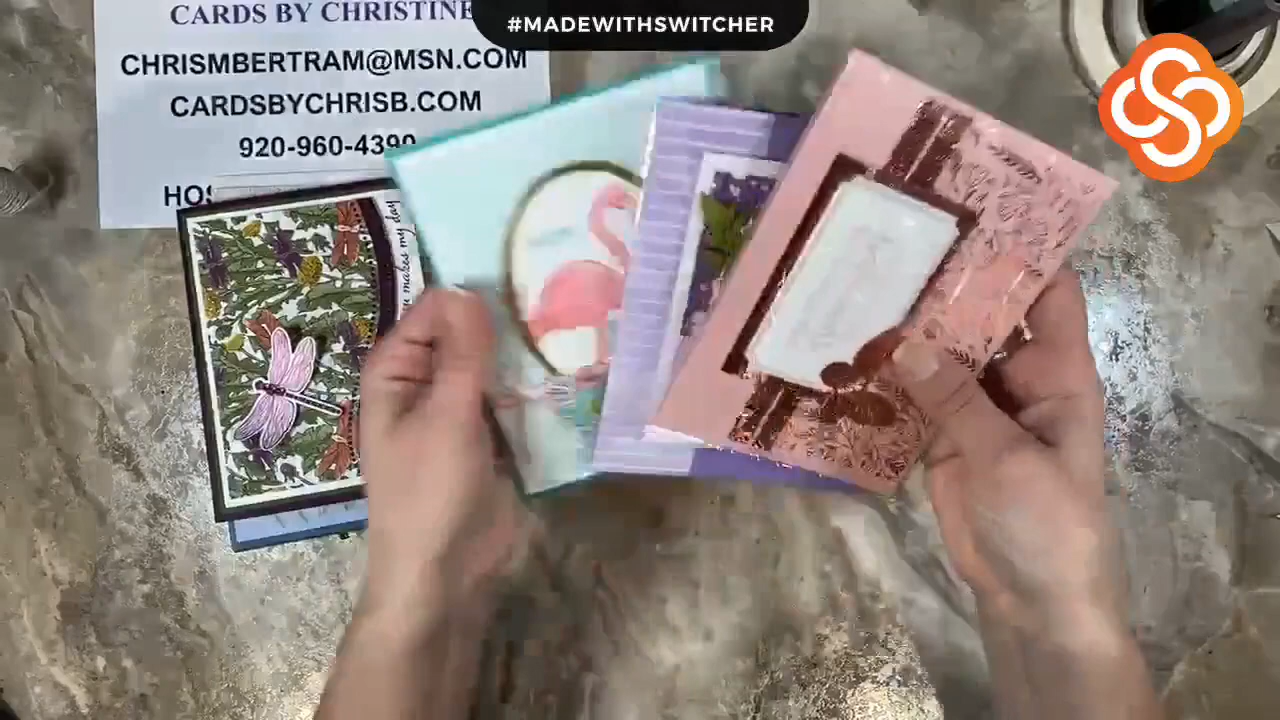 #MADEWITHSWITCHER
CARDS BY CHRISTINE
CHRISMBERTRAM@MSN.COM
CARDSBYCHRISB.COM
920-960-4390
HOS
makes my day